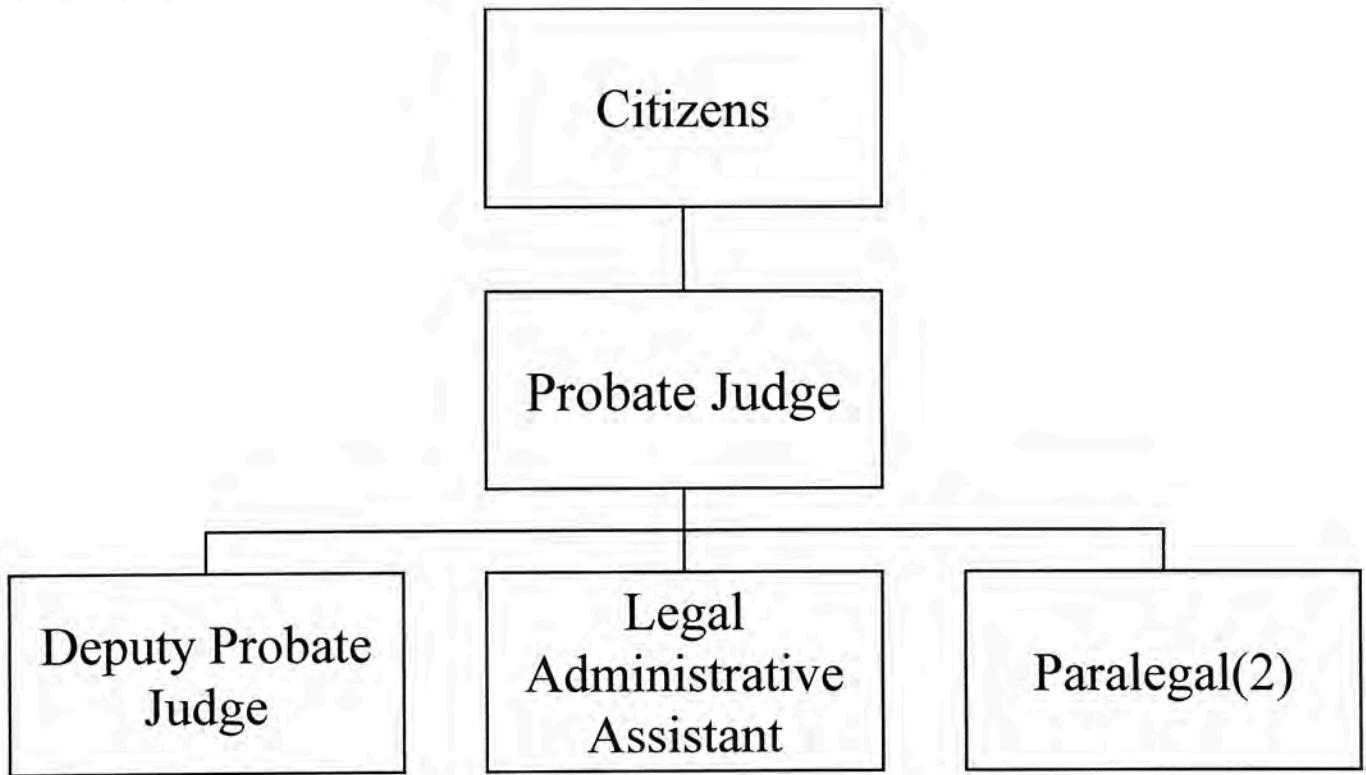 Citizens
Probate Judge
Deputy Probate
Judge
Legal
Administrative
Assistant
Paralegal(2)